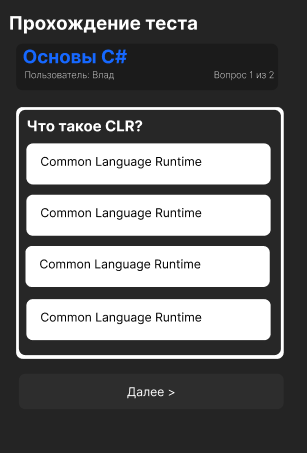 Прохождение теста
Основы C#
Пользователь: Влад Вопрос 1 из 2
Что такое CLR?
Common Language Runtime
Common Language Runtime
Common Language Runtime
Common Language Runtime
Далее >